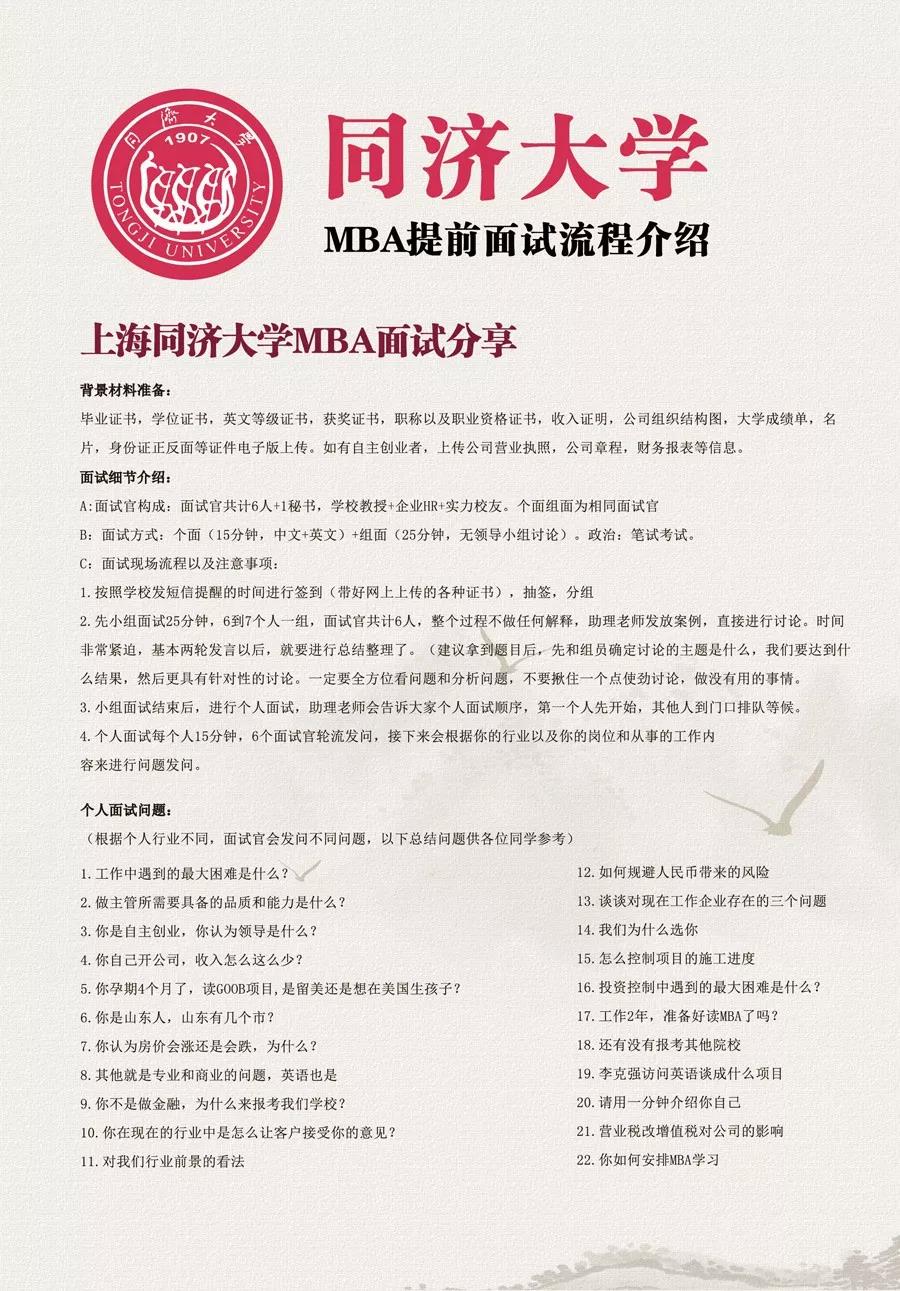 同濟大學
1907
TONGJI UNIVERSITY
同济大学
MBA提前面试流程介绍
上海同济大学MBA面试分享
背景材料准备：
毕业证书，学位证书，英文等级证书，获奖证书，职称以及职业资格证书，收入证明，公司组织结构图，大学成绩单，名
片，身份证正反面等证件电子版上传。如有自主创业者，上传公司营业执照，公司章程，财务报表等信息。
面试细节介绍：
A:面试官构成：面试官共计6人+1秘书，学校教授+企业HR+实力校友。个面组面为相同面试官
B：面试方式：个面（15分钟，中文+英文）+组面（25分钟，无领导小组讨论）。政治：笔试考试。
C：面试现场流程以及注意事项：
1.按照学校发短信提醒的时间进行签到（带好网上上传的各种证书），抽签，分组
2.先小组面试25分钟，6到7个人一组，面试官共计6人，整个过程不做任何解释，助理老师发放案例，直接进行讨论。时间
非常紧迫，基本两轮发言以后，就要进行总结整理了。（建议拿到题目后，先和组员确定讨论的主题是什么，我们要达到什
么结果，然后更具有针对性的讨论。一定要全方位看问题和分析问题，不要揪住一个点使劲讨论，做没有用的事情。
3.小组面试结束后，进行个人面试，助理老师会告诉大家个人面试顺序，第一个人先开始，其他人到门口排队等候。
4.个人面试每个人15分钟，6个面试官轮流发问，接下来会根据你的行业以及你的岗位和从事的工作内
容来进行问题发问。
个人面试问题：
（根据个人行业不同，面试官会发问不同问题，以下总结问题供各位同学参考）
1.工作中遇到的最大困难是什么？
2.做主管所需要具备的品质和能力是什么？
3.你是自主创业，你认为领导是什么？
4.你自己开公司，收入怎么这么少？
5.你孕期4个月了，读GOOB项目,是留美还是想在美国生孩子？
6.你是山东人，山东有几个市？
7.你认为房价会涨还是会跌，为什么？
8.其他就是专业和商业的问题，英语也是
9.你不是做金融，为什么来报考我们学校？
10.你在现在的行业中是怎么让客户接受你的意见？
11.对我们行业前景的看法
12.如何规避人民币带来的风险
13.谈谈对现在工作企业存在的三个问题
14.我们为什么选你
15.怎么控制项目的施工进度
16.投资控制中遇到的最大困难是什么？
17.工作2年，准备好读MBA了吗？
18.还有没有报考其他院校
19.李克强访问英语谈成什么项目
20.请用一分钟介绍你自己
21.营业税改增值税对公司的影响
22.你如何安排MBA学习